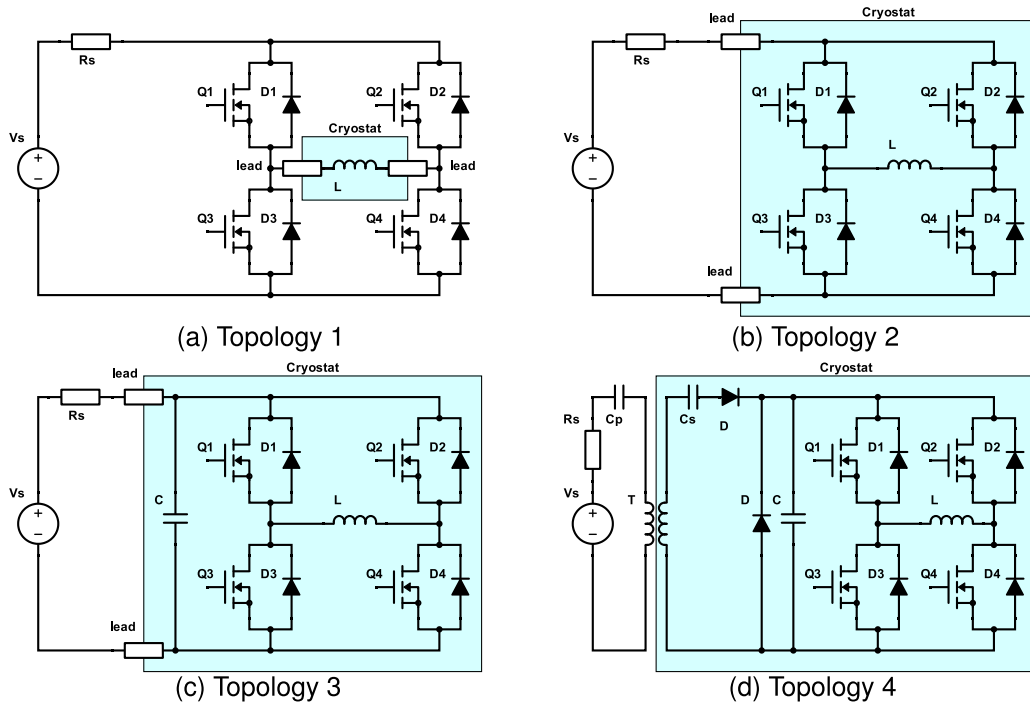 Rs
Vs
+
−
Q1
D1
Q2
D2
Cryostat
lead
lead
L
Q3
D3
Q4
D4
(a) Topology 1
Cryostat
lead
Rs
Vs
+
−
Q1
D1
Q2
D2
L
Q3
D3
Q4
D4
lead
(b) Topology 2
Cryostat
lead
Rs
Vs
+
−
C
Q1
D1
Q2
D2
L
Q3
D3
Q4
D4
lead
(c) Topology 3
Cryostat
Rs
Cp
Cs
D
Vs
+
−
T
D
C
Q1
D1
Q2
D2
L
Q3
D3
Q4
D4
(d) Topology 4